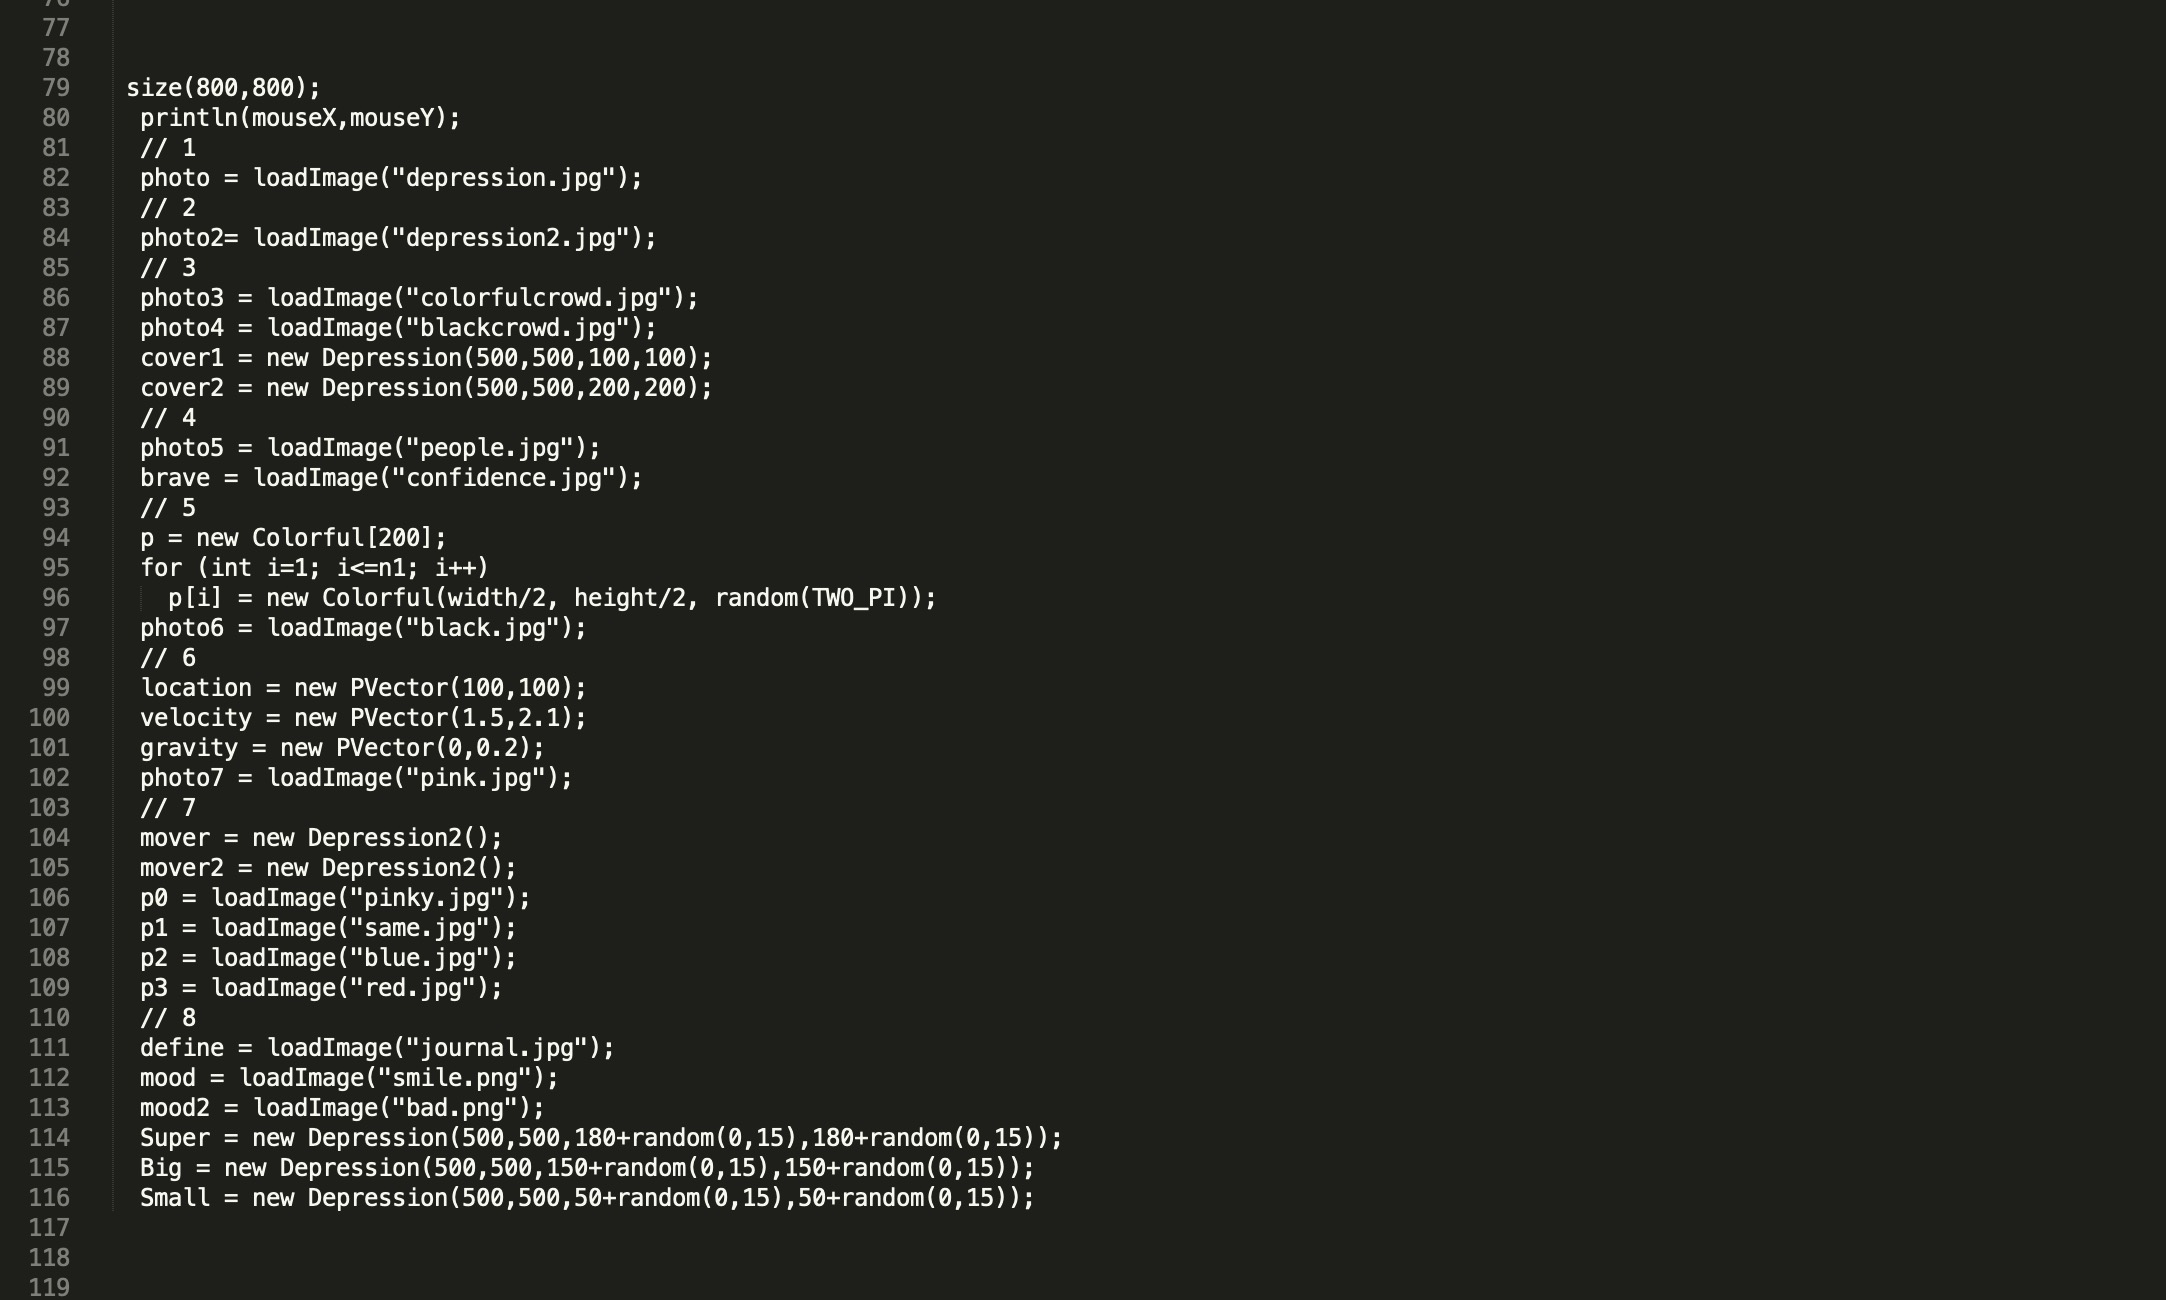 77
78
79 size(800,800);
80 println(mouseX,mouseY);
81 // 1
82 photo = loadImage("depression.jpg");
83 // 2
84 photo2= loadImage("depression2.jpg");
85 // 3
86 photo3 = loadImage("colorfulcrowd.jpg");
87 photo4 = loadImage("blackcrowd.jpg");
88 cover1 = new Depression(500,500,100,100);
89 cover2 = new Depression(500,500,200,200);
90 // 4
91 photo5 = loadImage("people.jpg");
92 brave = loadImage("confidence.jpg");
93 // 5
94 p = new Colorful[200];
95 for (int i=1; i<=n1; i++)
96 p[i] = new Colorful(width/2, height/2, random(TWO_PI));
97 photo6 = loadImage("black.jpg");
98 // 6
99 location = new PVector(100,100);
100 velocity = new PVector(1.5,2.1);
101 gravity = new PVector(0,0.2);
102 photo7 = loadImage("pink.jpg");
103 // 7
104 mover = new Depression2();
105 mover2 = new Depression2();
106 p0 = loadImage("pinky.jpg");
107 p1 = loadImage("same.jpg");
108 p2 = loadImage("blue.jpg");
109 p3 = loadImage("red.jpg");
110 // 8
111 define = loadImage("journal.jpg");
112 mood = loadImage("smile.png");
113 mood2 = loadImage("bad.png");
114 Super = new Depression(500,500,180+random(0,15),180+random(0,15));
115 Big = new Depression(500,500,150+random(0,15),150+random(0,15));
116 Small = new Depression(500,500,50+random(0,15),50+random(0,15));
117
118
119